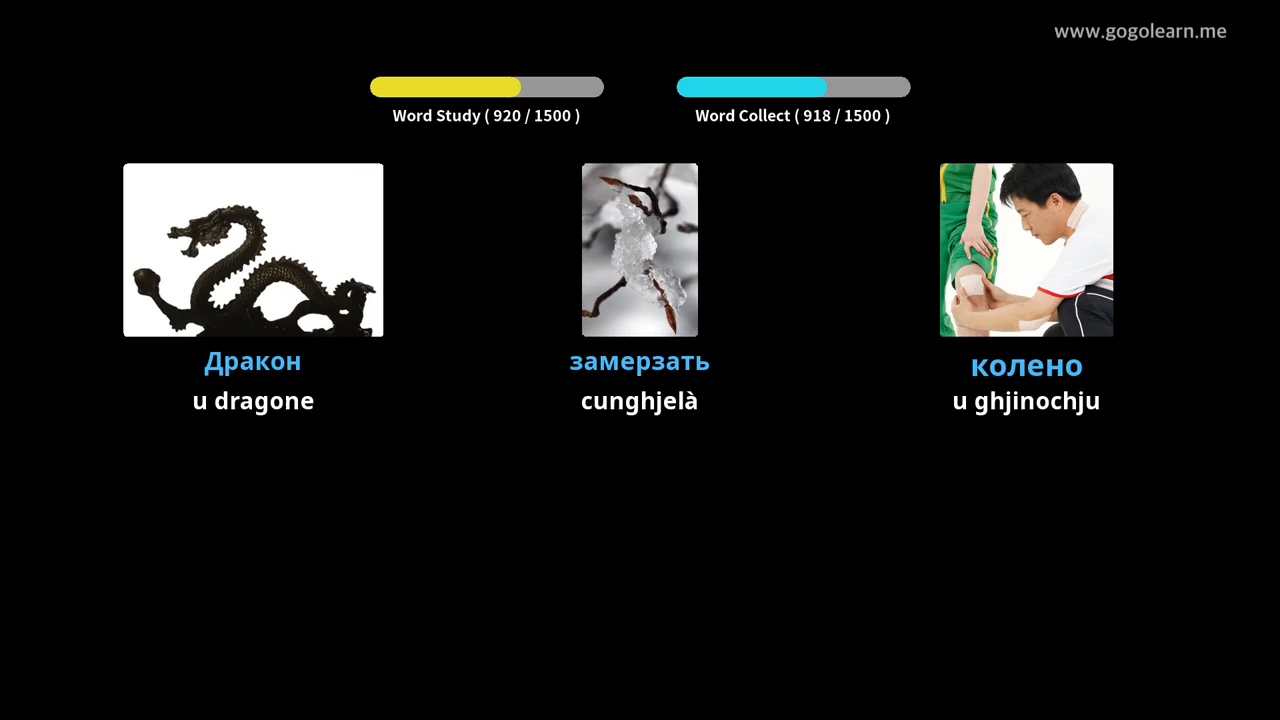 www.gogolearn.me
Word Study ( 920 / 1500 )
Word Collect ( 918 / 1500 )
Дракон
u dragone
замерзать
cunghjelà
колено
u ghjinochju